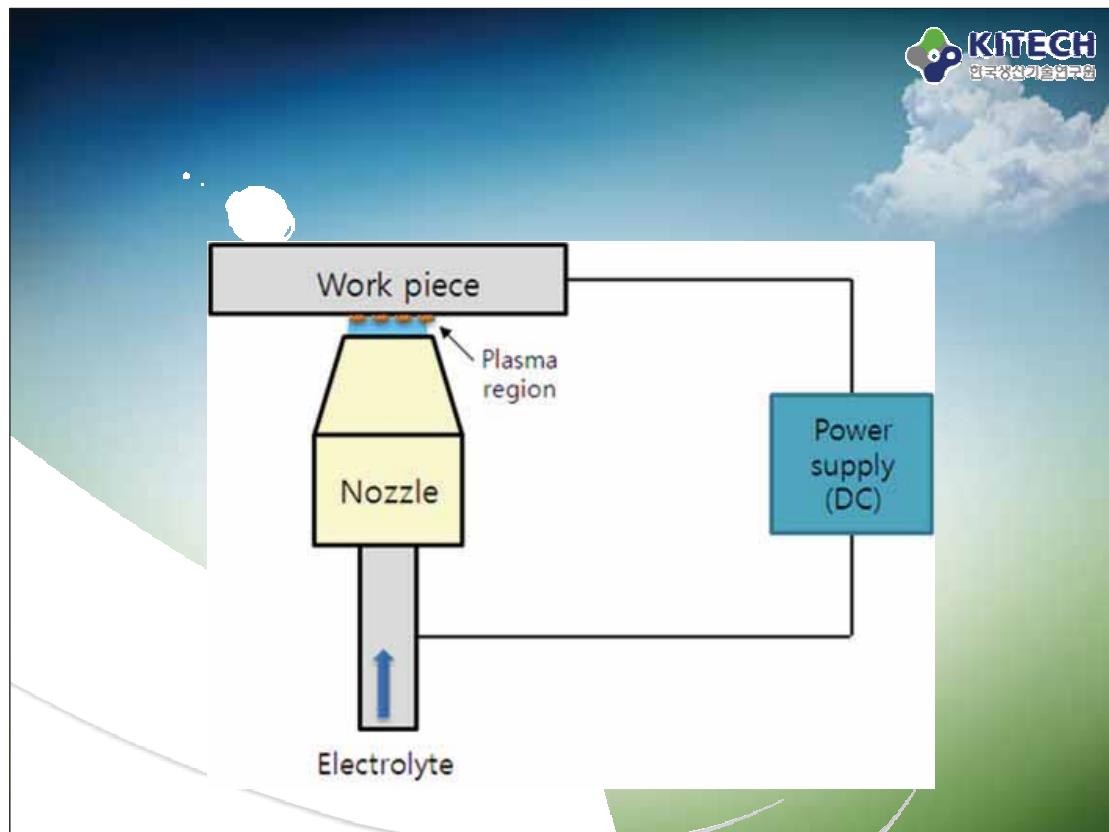 KITECH
한국생산기술연구원
Work piece
Plasma
region
Power
supply
(DC)
Nozzle
Electrolyte